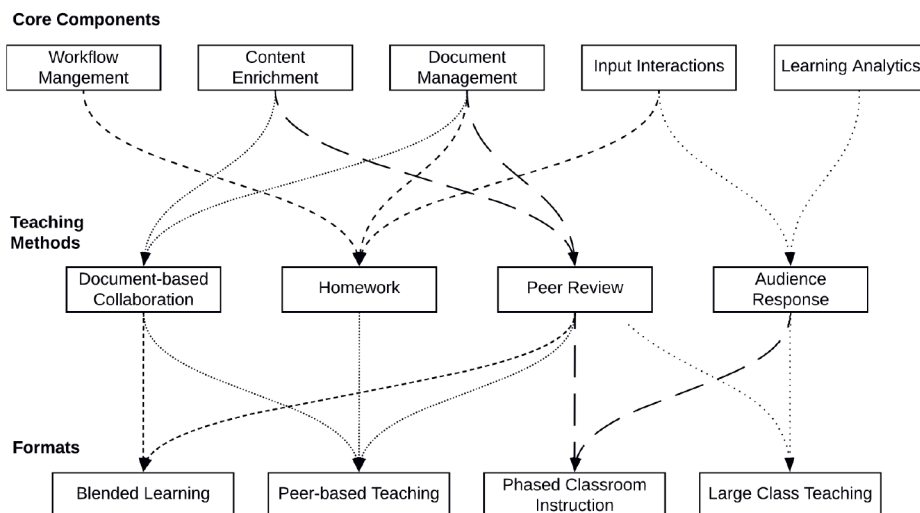 Core Components
Workflow
Mangement
Content
Enrichment
Document
Management
Input Interactions
Learning Analytics
Teaching
Methods
Document-based
Collaboration
Homework
Peer Review
Audience
Response
Formats
Blended Learning
Peer-based Teaching
Phased Classroom
Instruction
Large Class Teaching